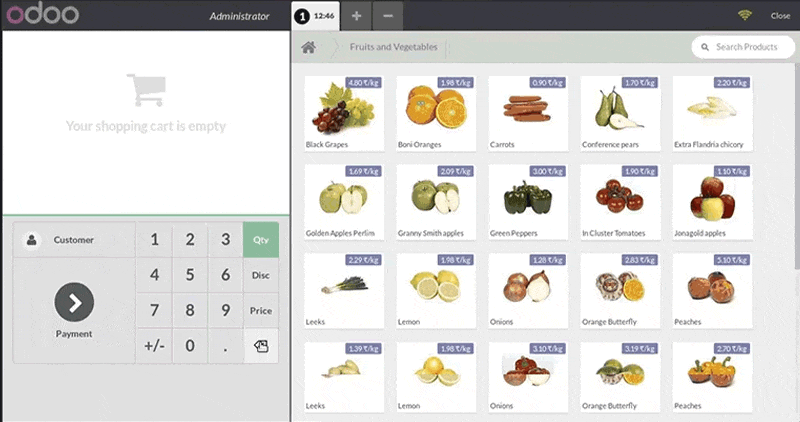 odoo
Administrator
1 12:46
+
−
Close
Your shopping cart is empty
Fruits and Vegetables
Search Products
4.80 ₹/kg
Black Grapes
1.98 ₹/kg
Boni Oranges
0.90 ₹/kg
Carrots
1.70 ₹/kg
Conference pears
2.20 ₹/kg
Extra Flandria chicory
1.69 ₹/kg
Golden Apples Perlim
2.09 ₹/kg
Granny Smith apples
3.00 ₹/kg
Green Peppers
1.90 ₹/kg
In Cluster Tomatoes
1.10 ₹/kg
Jonagold apples
2.29 ₹/kg
Leeks
1.98 ₹/kg
Lemon
1.28 ₹/kg
Onions
2.83 ₹/kg
Orange Butterfly
5.10 ₹/kg
Peaches
1.39 ₹/kg
Leeks
1.98 ₹/kg
Lemon
3.10 ₹/kg
Onions
3.19 ₹/kg
Orange Butterfly
2.70 ₹/kg
Peaches
Customer
Payment
1 2 3 Qty
4 5 6 Disc
7 8 9 Price
+/- 0 .